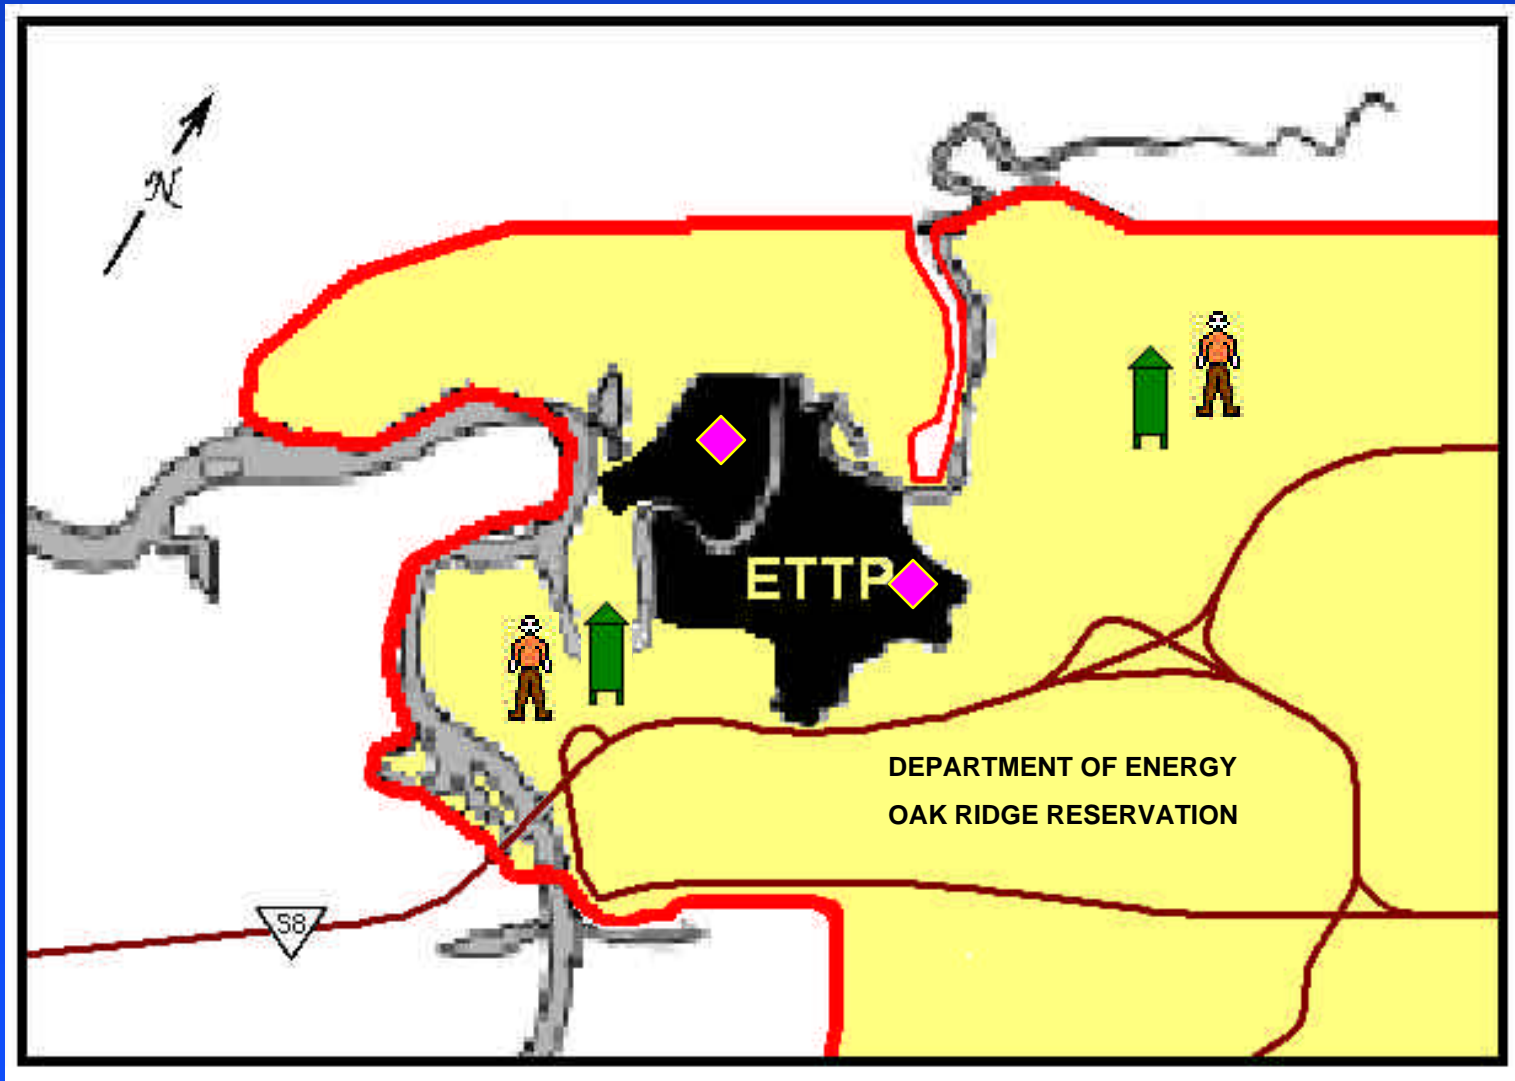 N
ETTP
DEPARTMENT OF ENERGY
OAK RIDGE RESERVATION
58